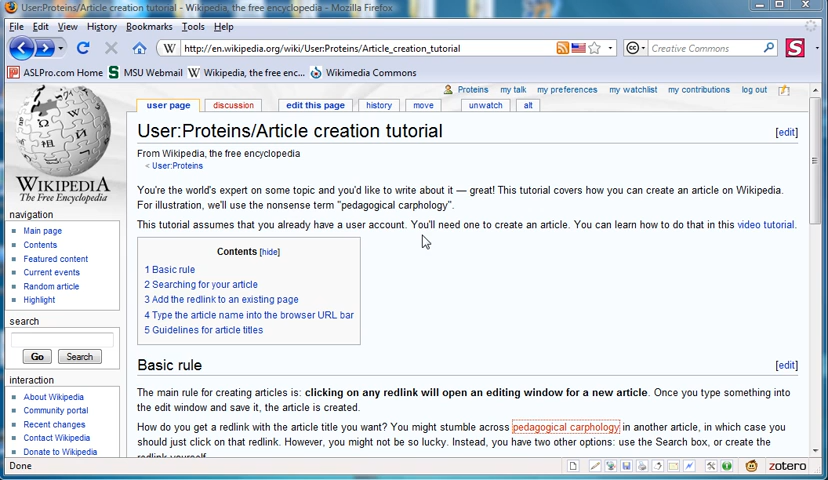 User:Proteins/Article creation tutorial - Wikipedia, the free encyclopedia - Mozilla Firefox
File Edit View History Bookmarks Tools Help
W http://en.wikipedia.org/wiki/User:Proteins/Article_creation_tutorial
Creative Commons
ASLPro.com Home MSU Webmail Wikipedia, the free enc... Wikimedia Commons
Proteins my talk my preferences my watchlist my contributions log out
user page discussion edit this page history move unwatch alt
User:Proteins/Article creation tutorial [edit]
From Wikipedia, the free encyclopedia
< User:Proteins
You're the world's expert on some topic and you'd like to write about it — great! This tutorial covers how you can create an article on Wikipedia.
For illustration, we'll use the nonsense term "pedagogical carphology".
This tutorial assumes that you already have a user account. You'll need one to create an article. You can learn how to do that in this video tutorial.
Contents [hide]
1 Basic rule
2 Searching for your article
3 Add the redlink to an existing page
4 Type the article name into the browser URL bar
5 Guidelines for article titles
Basic rule [edit]
The main rule for creating articles is: clicking on any redlink will open an editing window for a new article. Once you type something into
the edit window and save it, the article is created.
How do you get a redlink with the article title you want? You might stumble across pedagogical carphology in another article, in which case you
should just click on that redlink. However, you might not be so lucky. Instead, you have two other options: use the Search box, or create the
redlink yourself.
WIKIPEDIA
The Free Encyclopedia
navigation
Main page
Contents
Featured content
Current events
Random article
Highlight
search
Go Search
interaction
About Wikipedia
Community portal
Recent changes
Contact Wikipedia
Donate to Wikipedia
Done
zotero